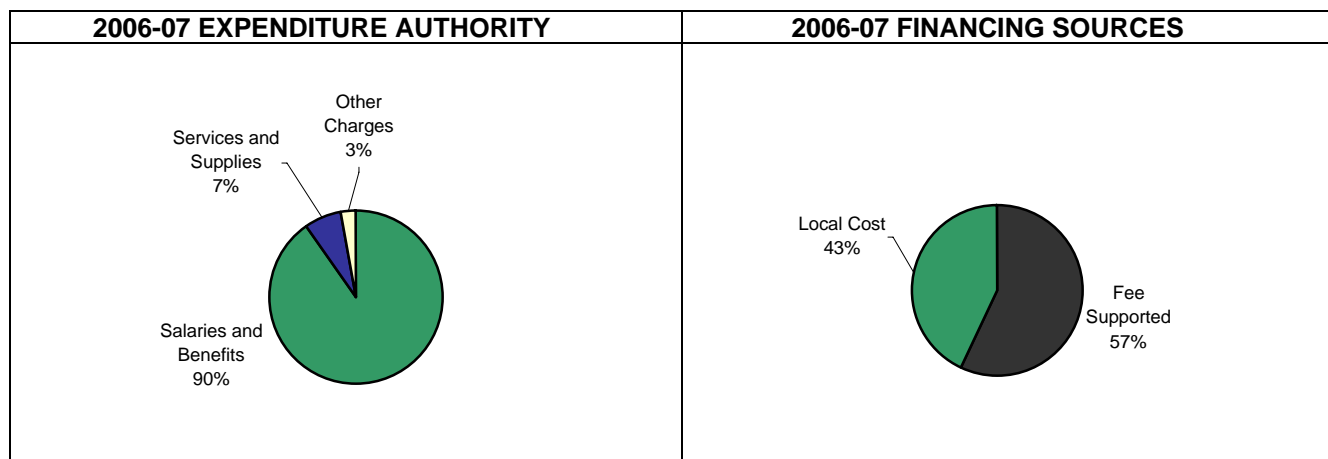 2006-07 EXPENDITURE AUTHORITY
Other
Charges
3%
Services and
Supplies
7%
Salaries and
Benefits
90%
2006-07 FINANCING SOURCES
Local Cost
43%
Fee
Supported
57%